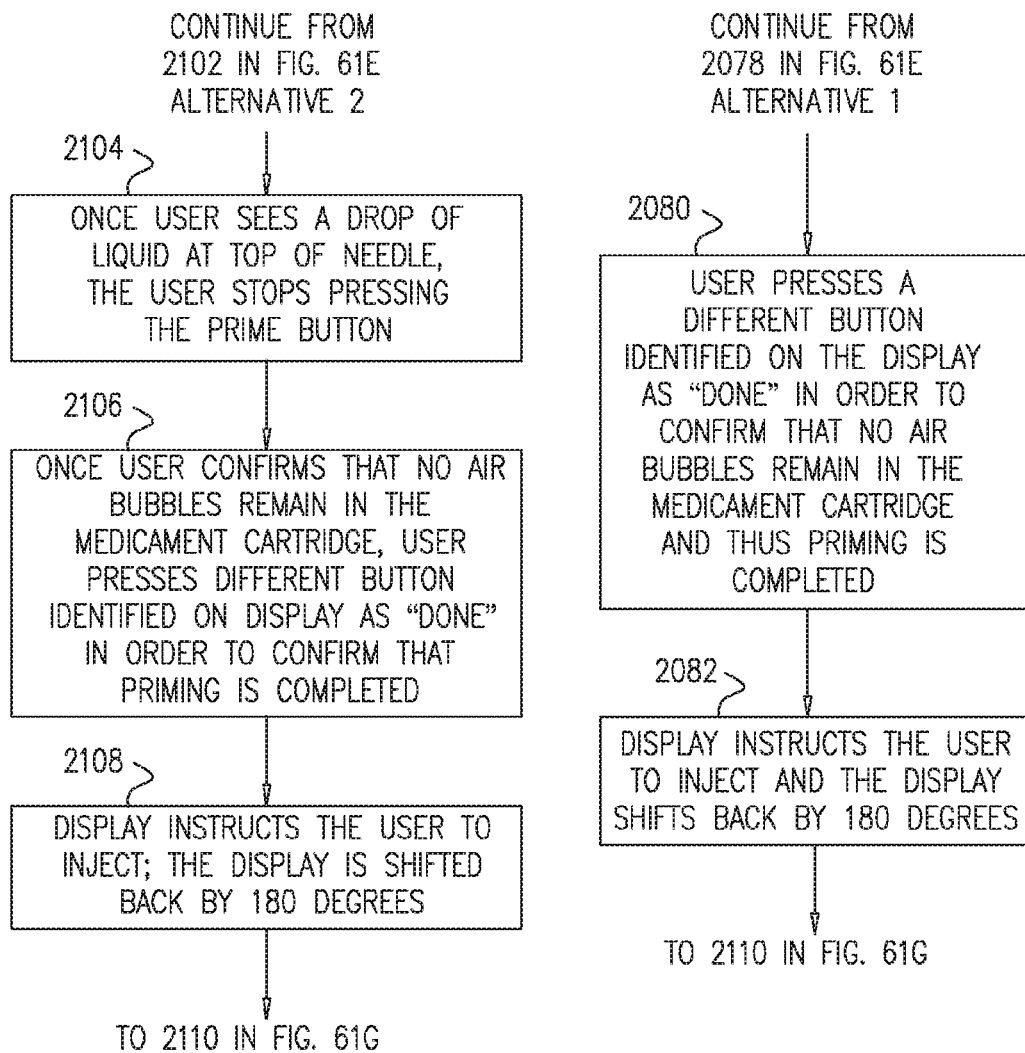 CONTINUE FROM
2102 IN FIG. 61E
ALTERNATIVE 2
2104
ONCE USER SEES A DROP OF
LIQUID AT TOP OF NEEDLE,
THE USER STOPS PRESSING
THE PRIME BUTTON
2106
ONCE USER CONFIRMS THAT NO AIR
BUBBLES REMAIN IN THE
MEDICAMENT CARTRIDGE, USER
PRESSES DIFFERENT BUTTON
IDENTIFIED ON DISPLAY AS “DONE”
IN ORDER TO CONFIRM THAT
PRIMING IS COMPLETED
2108
DISPLAY INSTRUCTS THE USER TO
INJECT; THE DISPLAY IS SHIFTED
BACK BY 180 DEGREES
TO 2110 IN FIG. 61G
CONTINUE FROM
2078 IN FIG. 61E
ALTERNATIVE 1
2080
USER PRESSES A
DIFFERENT BUTTON
IDENTIFIED ON THE DISPLAY
AS “DONE” IN ORDER TO
CONFIRM THAT NO AIR
BUBBLES REMAIN IN THE
MEDICAMENT CARTRIDGE
AND THUS PRIMING IS
COMPLETED
2082
DISPLAY INSTRUCTS THE USER
TO INJECT AND THE DISPLAY
SHIFTS BACK BY 180 DEGREES
TO 2110 IN FIG. 61G